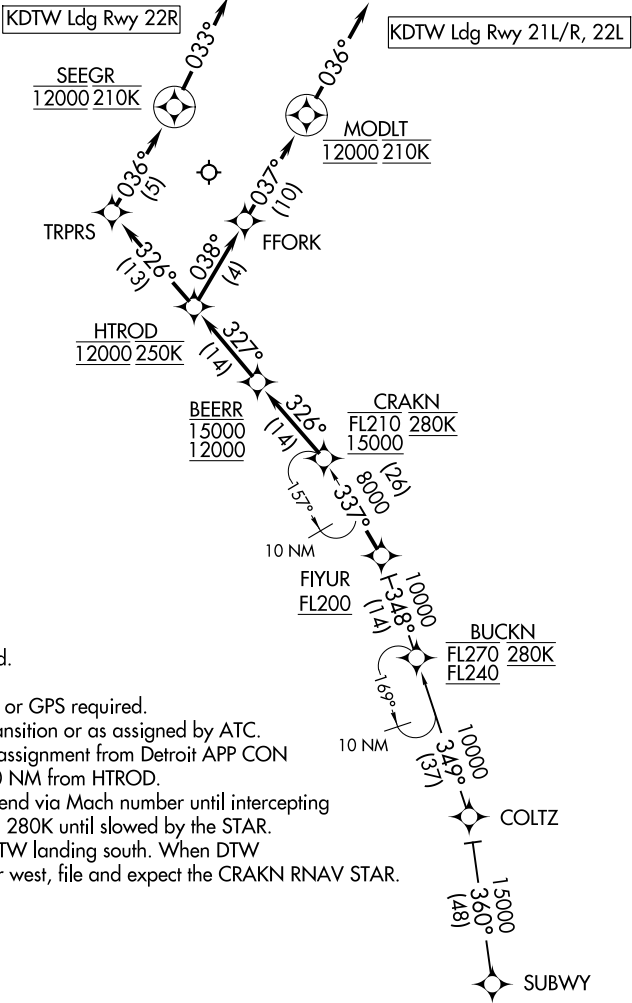 KDTW Ldg Rwy 22R
033°
036°
KDTW Ldg Rwy 21L/R, 22L
SEEGR
12000 210K
MODLT
12000 210K
036°
(5)
037°
(10)
TRPRS
FFORK
326°
(13)
038°
(4)
HTROD
12000 250K
327°
(14)
BEERR
15000
12000
326°
(14)
CRAKN
FL210 280K
15000
(26)
8000
337°
157°
10 NM
FIYUR
FL200
10000
348°
(14)
BUCKN
FL270 280K
FL240
169°
10 NM
10000
349°
(37)
COLTZ
15000
360°
(48)
SUBWY
d.
or GPS required.
ansition or as assigned by ATC.
assignment from Detroit APP CON
0 NM from HTROD.
end via Mach number until intercepting
280K until slowed by the STAR.
TW landing south. When DTW
r west, file and expect the CRAKN RNAV STAR.